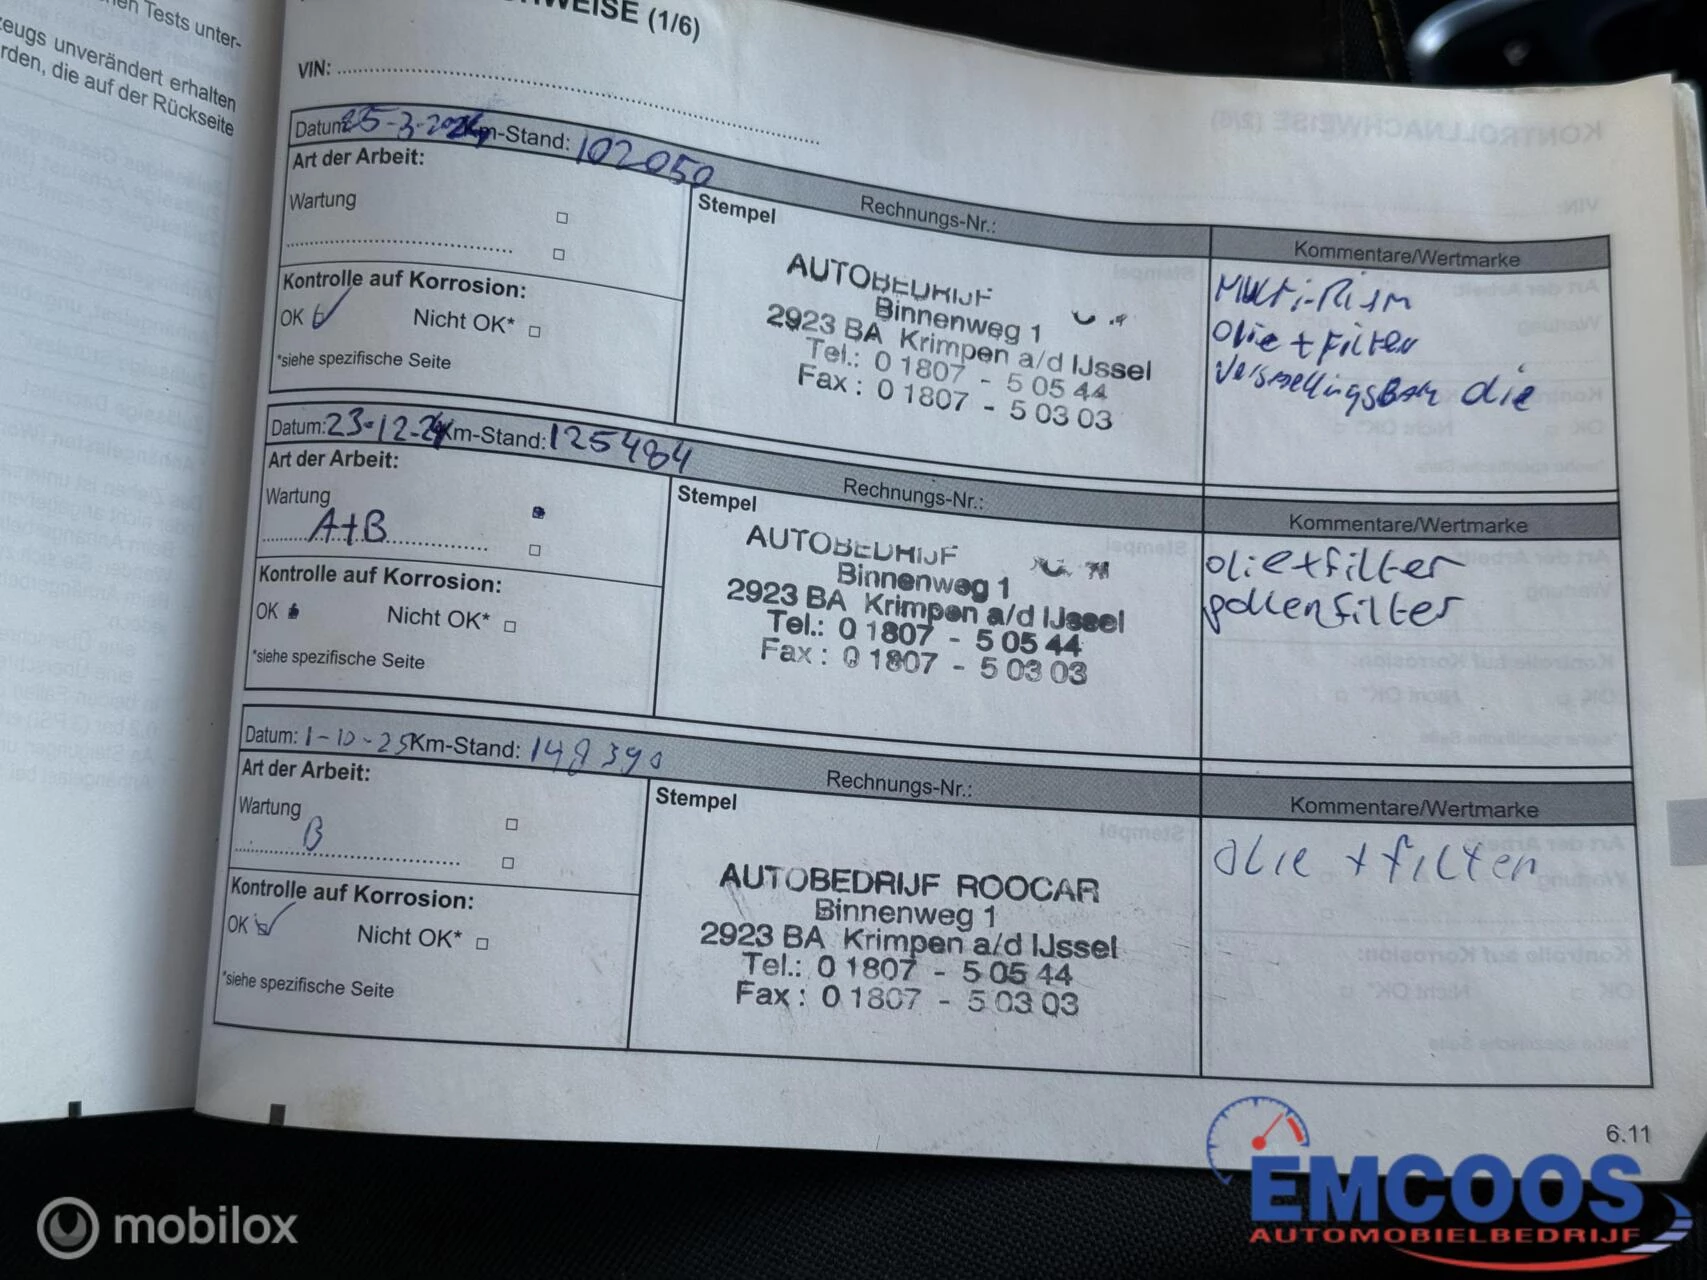 hen Tests unter-
zeugs unverändert erhalten
rden, die auf der Rückseite
WEISE (1/6)
VIN:
Datum: 25-3-2024 Km-Stand: 102050
Art der Arbeit:
Wartung
Kontrolle auf Korrosion:
OK Nicht OK*
*siehe spezifische Seite
Stempel
Rechnungs-Nr.:
AUTOBEDRIJF
Binnenweg 1
2923 BA Krimpen a/d IJssel
Tel.: 0 1807 - 5 05 44
Fax : 0 1807 - 5 03 03
Kommentare/Wertmarke
Multi-Riem
olie + Filter
olie
Datum: 23-12-24 Km-Stand: 125484
Art der Arbeit:
Wartung
A+B
Kontrolle auf Korrosion:
OK Nicht OK*
*siehe spezifische Seite
Stempel
Rechnungs-Nr.:
AUTOBEDRIJF
Binnenweg 1
2923 BA Krimpen a/d IJssel
Tel.: 0 1807 - 5 05 44
Fax : 0 1807 - 5 03 03
Kommentare/Wertmarke
olie+filter
pollenfilter
Datum: 1-10-25 Km-Stand: 148390
Art der Arbeit:
Wartung
B
Kontrolle auf Korrosion:
OK Nicht OK*
*siehe spezifische Seite
Stempel
Rechnungs-Nr.:
AUTOBEDRIJF ROOCAR
Binnenweg 1
2923 BA Krimpen a/d IJssel
Tel.: 0 1807 - 5 05 44
Fax : 0 1807 - 5 03 03
Kommentare/Wertmarke
olie + filter
6.11
mobilox
EMCOOS
AUTOMOBIELBEDRIJF